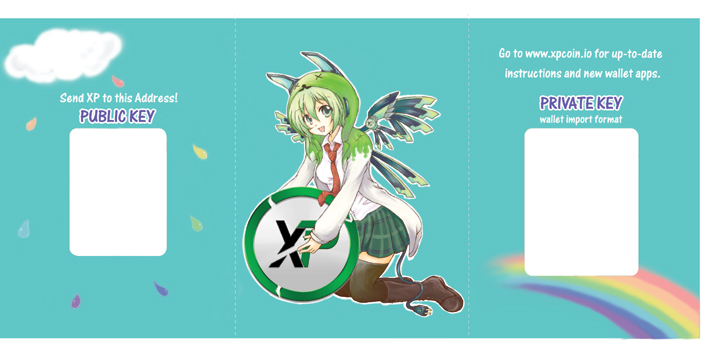 Send XP to this Address!
PUBLIC KEY
XP
Go to www.xpcoin.io for up-to-date
instructions and new wallet apps.
PRIVATE KEY
wallet import format